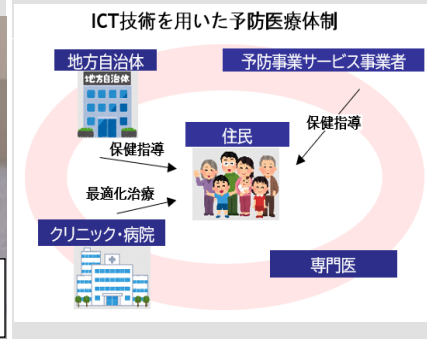 ICT技術を用いた予防医療体制
地方自治体
予防事業サービス事業者
地方自治体
住民
保健指導
保健指導
最適化治療
クリニック・病院
専門医